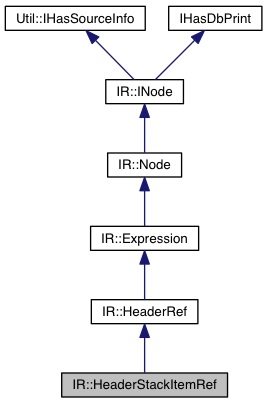 Util::IHasSourceInfo
IHasDbPrint
IR::INode
IR::Node
IR::Expression
IR::HeaderRef
IR::HeaderStackItemRef